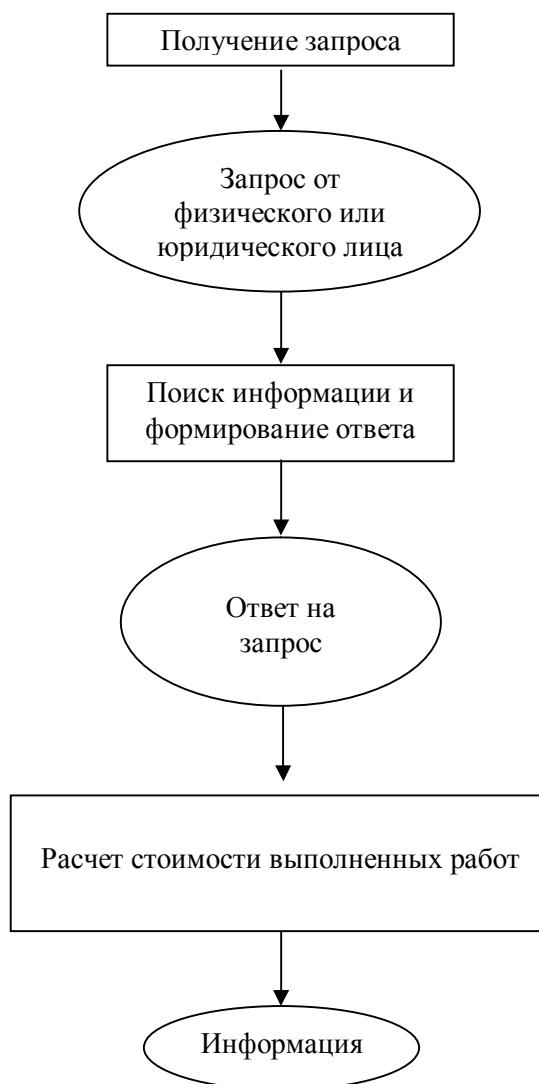 Получение запроса
Запрос от
физического или
юридического лица
Поиск информации и
формирование ответа
Ответ на
запрос
Расчет стоимости выполненных работ
Информация